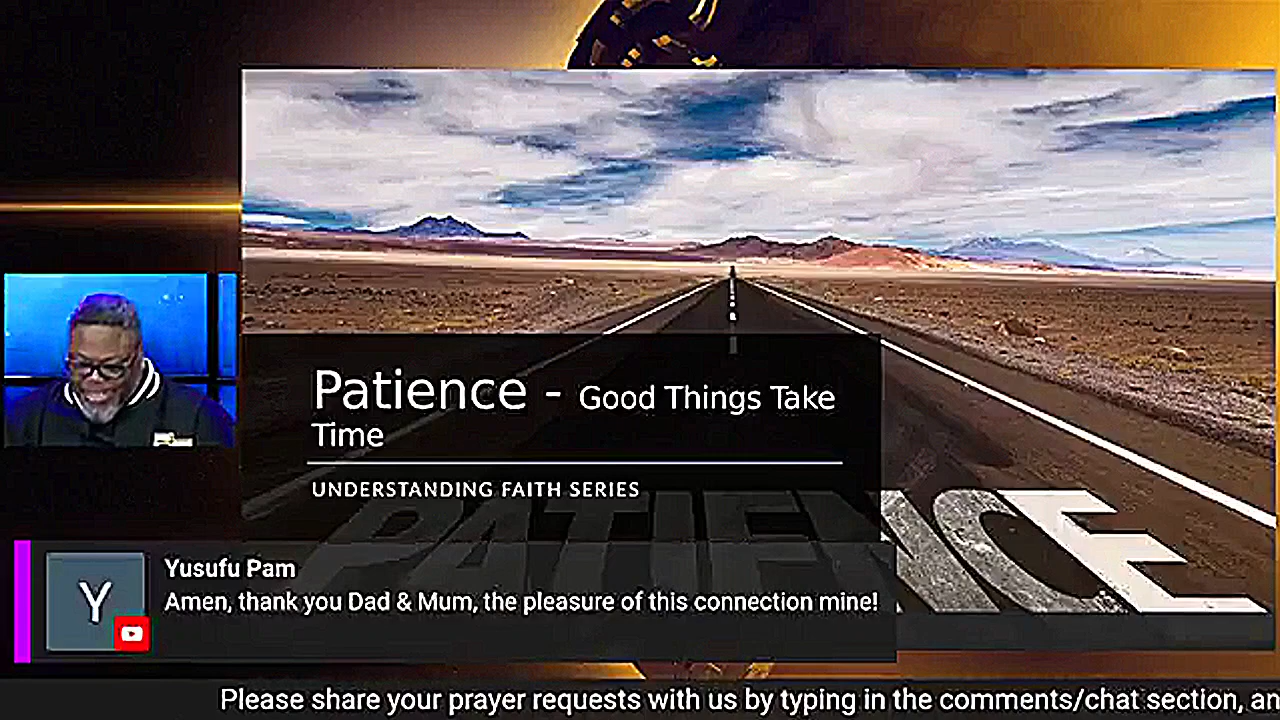 Patience - Good Things Take
Time
UNDERSTANDING FAITH SERIES
PATIENCE
Y
Yusufu Pam
Amen, thank you Dad & Mum, the pleasure of this connection mine!
Please share your prayer requests with us by typing in the comments/chat section, an